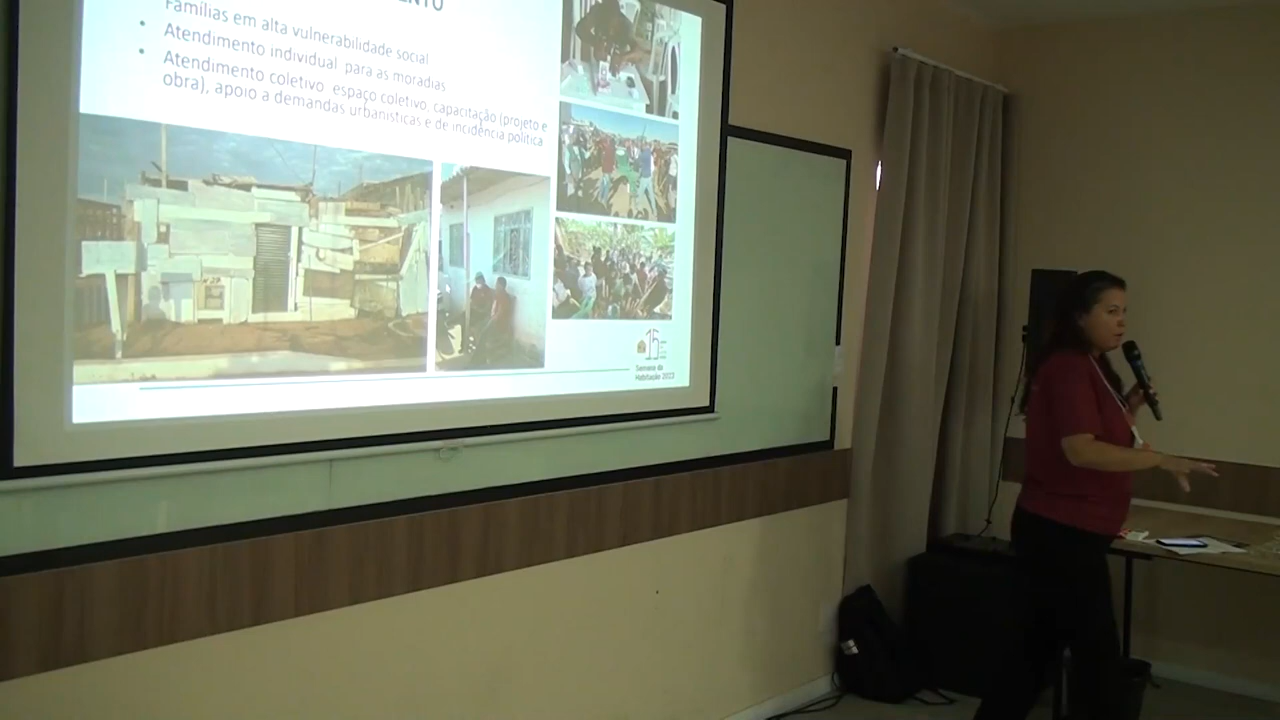 Famílias em alta vulnerabilidade social
Atendimento individual para as moradias
Atendimento coletivo espaço coletivo, capacitação (projeto e
obra), apoio a demandas urbanísticas e de incidência política
15
Semana da
Habitação 2022